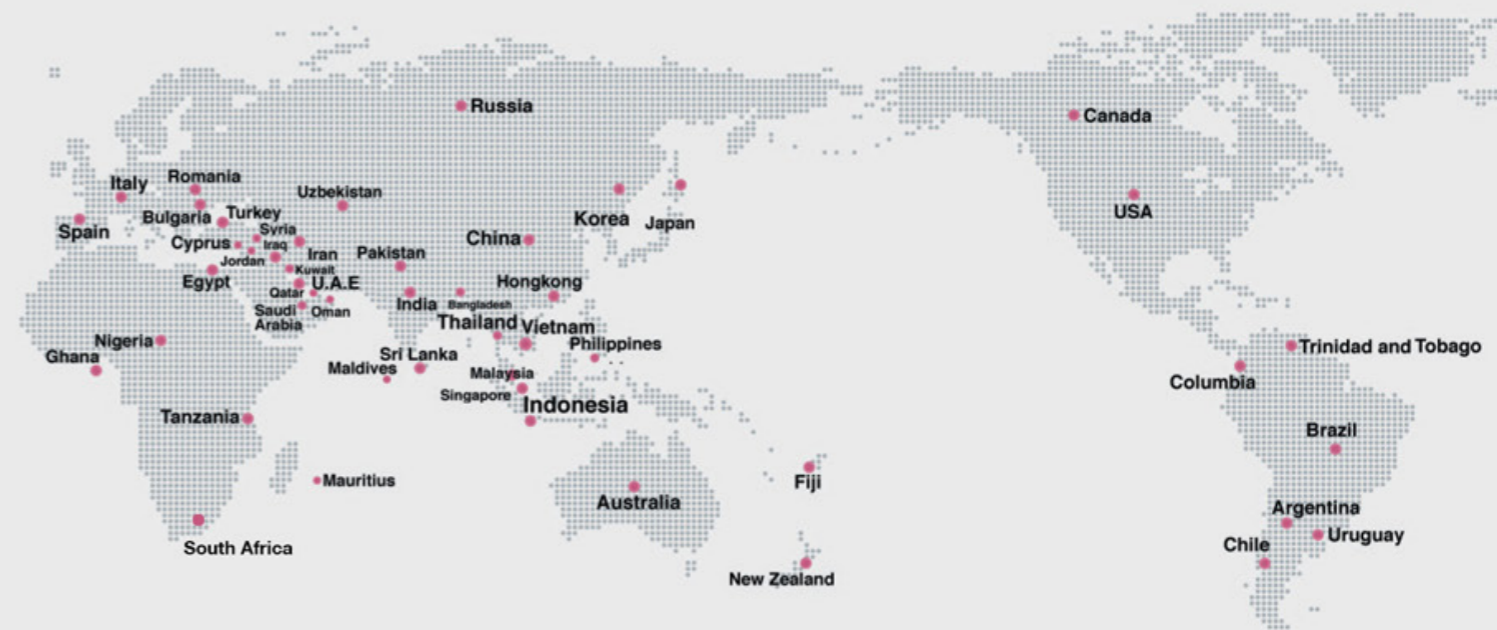 Russia
Canada
Italy
Romania
Uzbekistan
Spain
Bulgaria
Turkey
Korea
Japan
USA
Syria
Cyprus
Iraq
China
Jordan
Iran
Pakistan
Kuwait
Egypt
U.A.E
Hongkong
Qatar
India
Bangladesh
Saudi
Arabia
Oman
Thailand
Vietnam
Nigeria
Philippines
Ghana
Sri Lanka
Trinidad and Tobago
Maldives
Malaysia
Columbia
Singapore
Indonesia
Tanzania
Brazil
Mauritius
Fiji
Australia
Argentina
South Africa
Chile
Uruguay
New Zealand